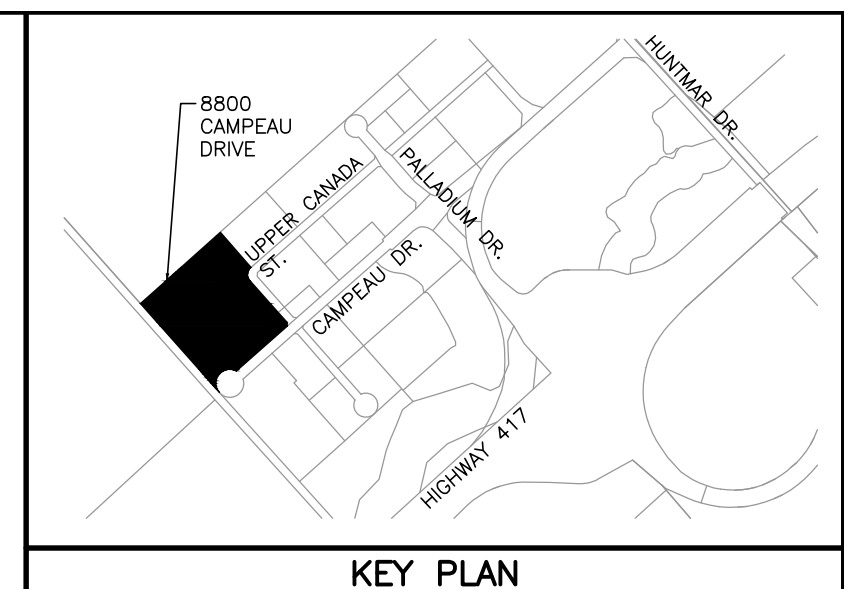 HUNTMAR DR.
8800
CAMPEAU
DRIVE
PALLADIUM DR.
UPPER CANADA
ST.
CAMPEAU DR.
HIGHWAY 417
KEY PLAN